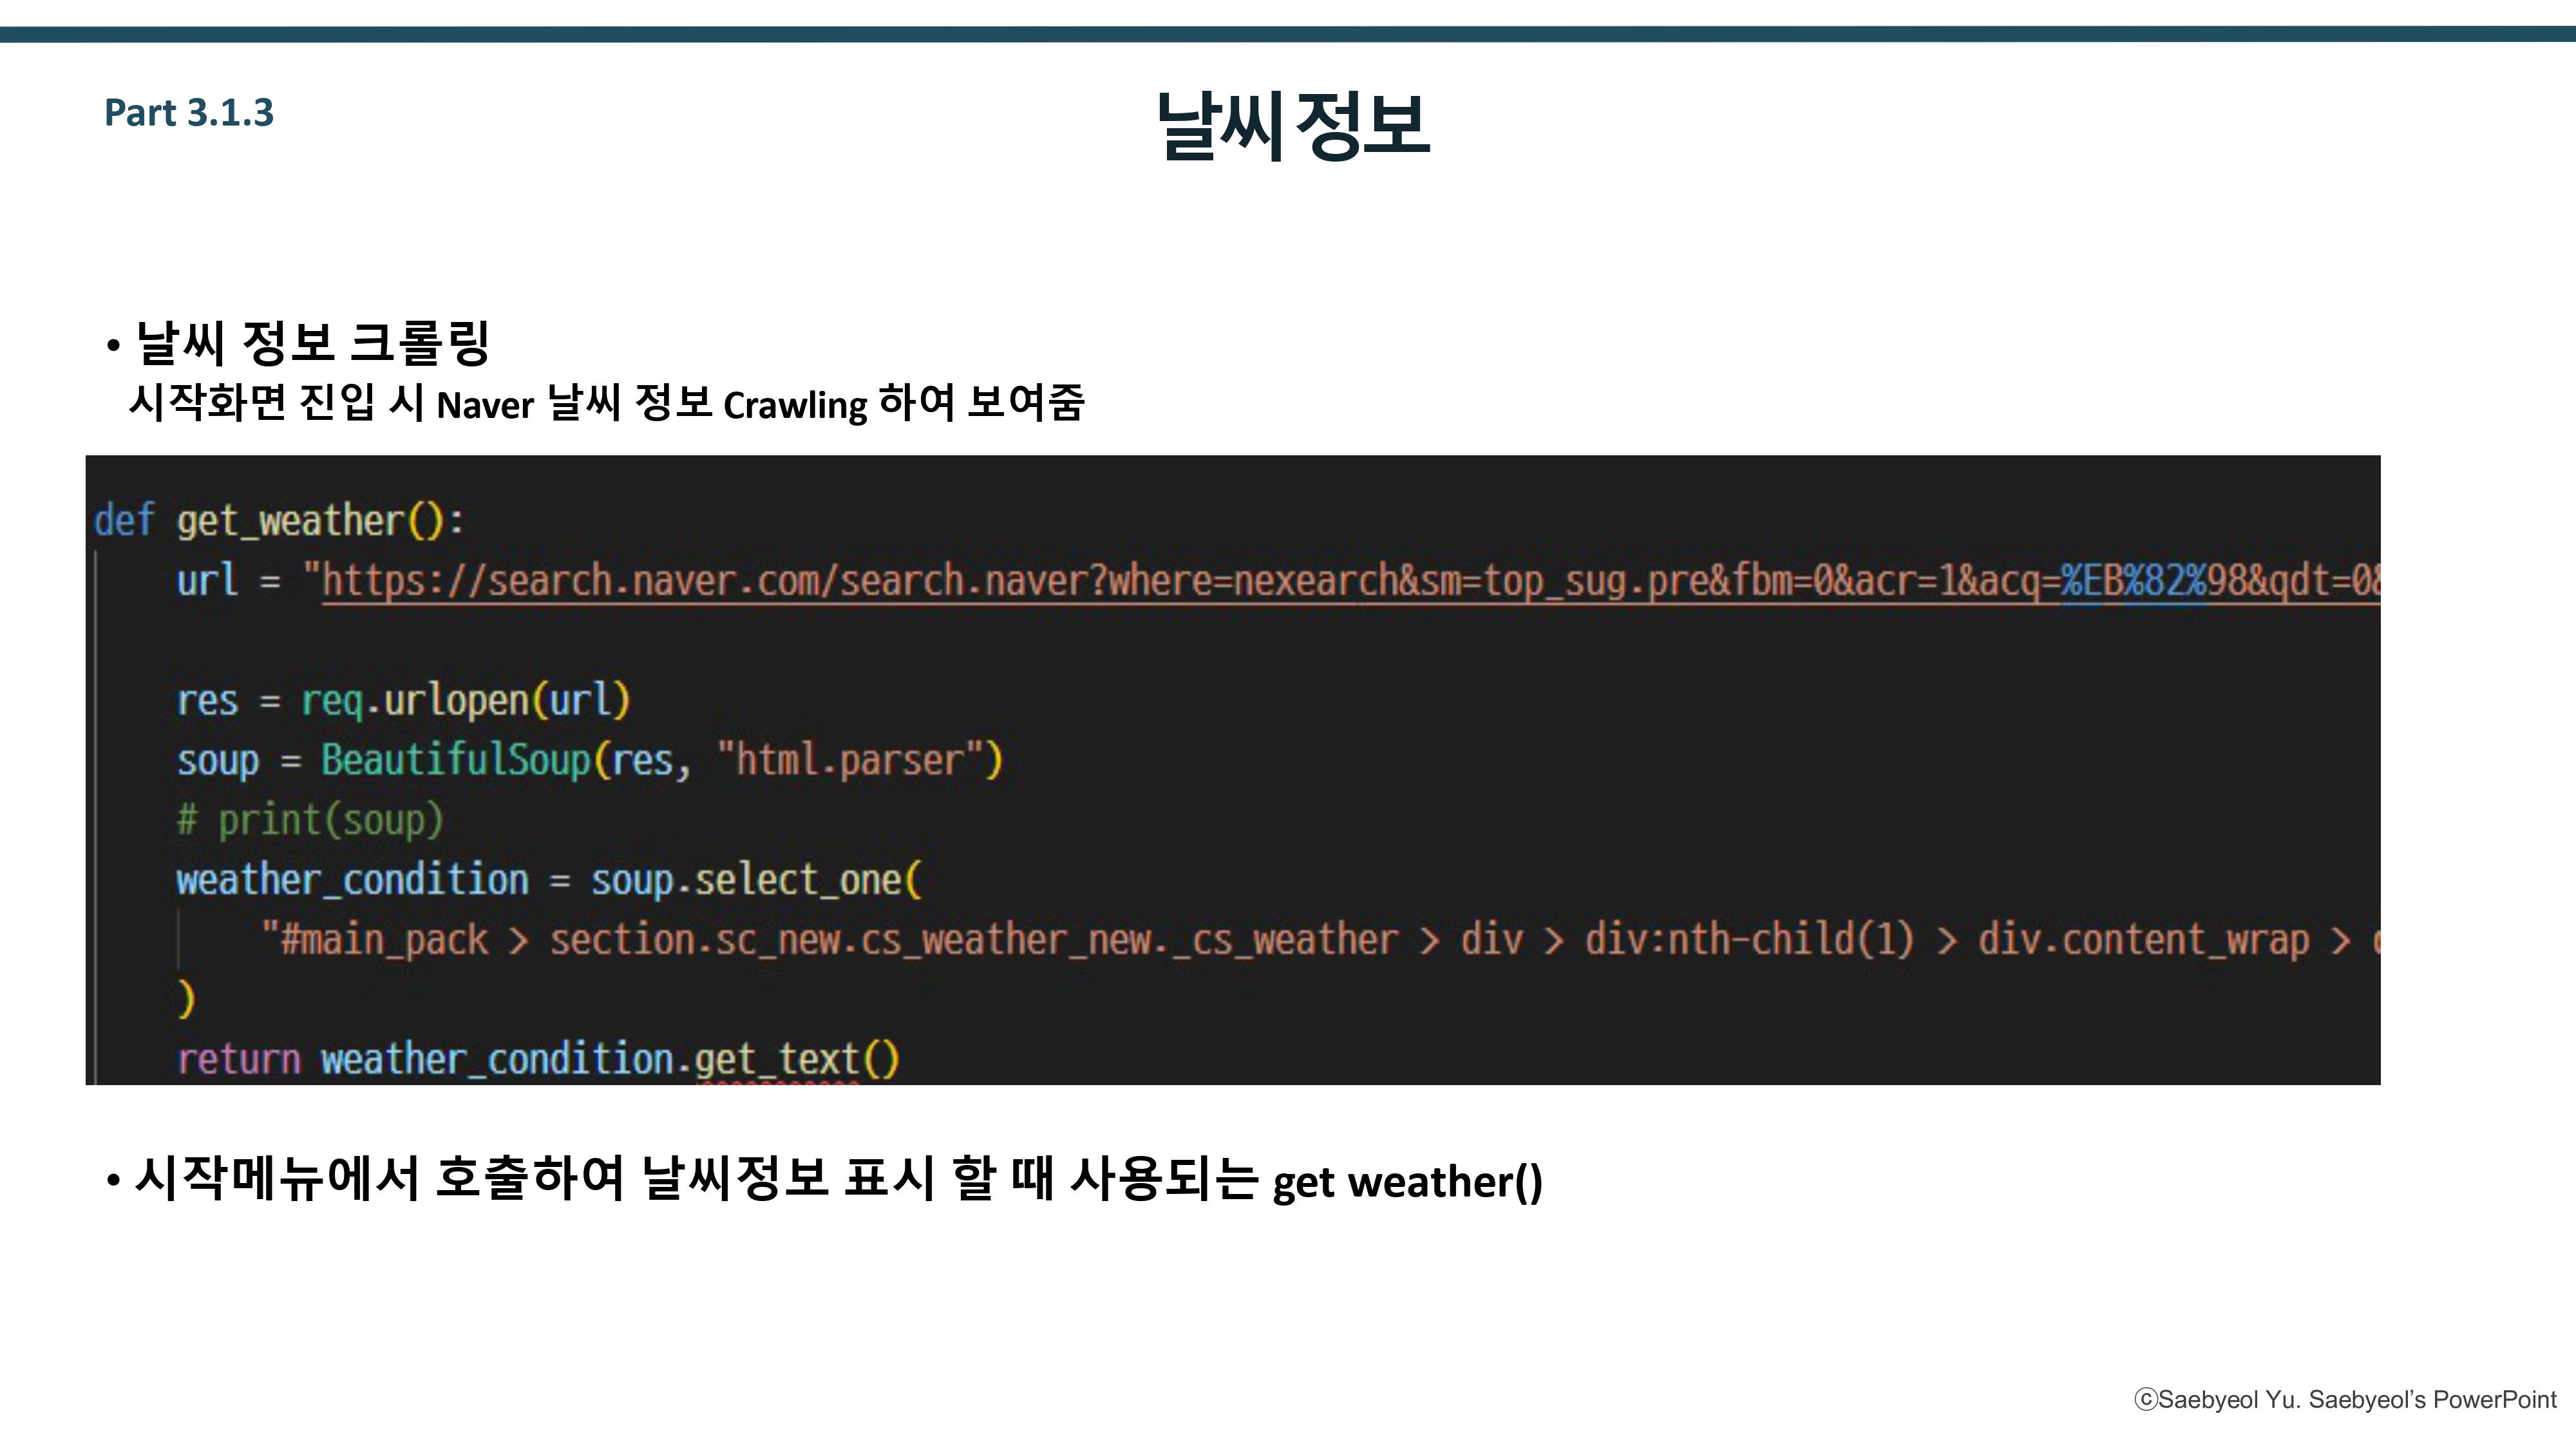 Part 3.1.3
날씨 정보
• 날씨 정보 크롤링
시작화면 진입 시 Naver 날씨 정보 Crawling 하여 보여줌
def get_weather():
url = "https://search.naver.com/search.naver?where=nexearch&sm=top_sug.pre&fbm=0&acr=1&acq=%EB%82%98&qdt=0&
res = req.urlopen(url)
soup = BeautifulSoup(res, "html.parser")
# print(soup)
weather_condition = soup.select_one(
"#main_pack > section.sc_new.cs_weather_new._cs_weather > div > div:nth-child(1) > div.content_wrap >
)
return weather_condition.get_text()
• 시작메뉴에서 호출하여 날씨정보 표시 할 때 사용되는 get weather()
ⓒSaebyeol Yu. Saebyeol’s PowerPoint